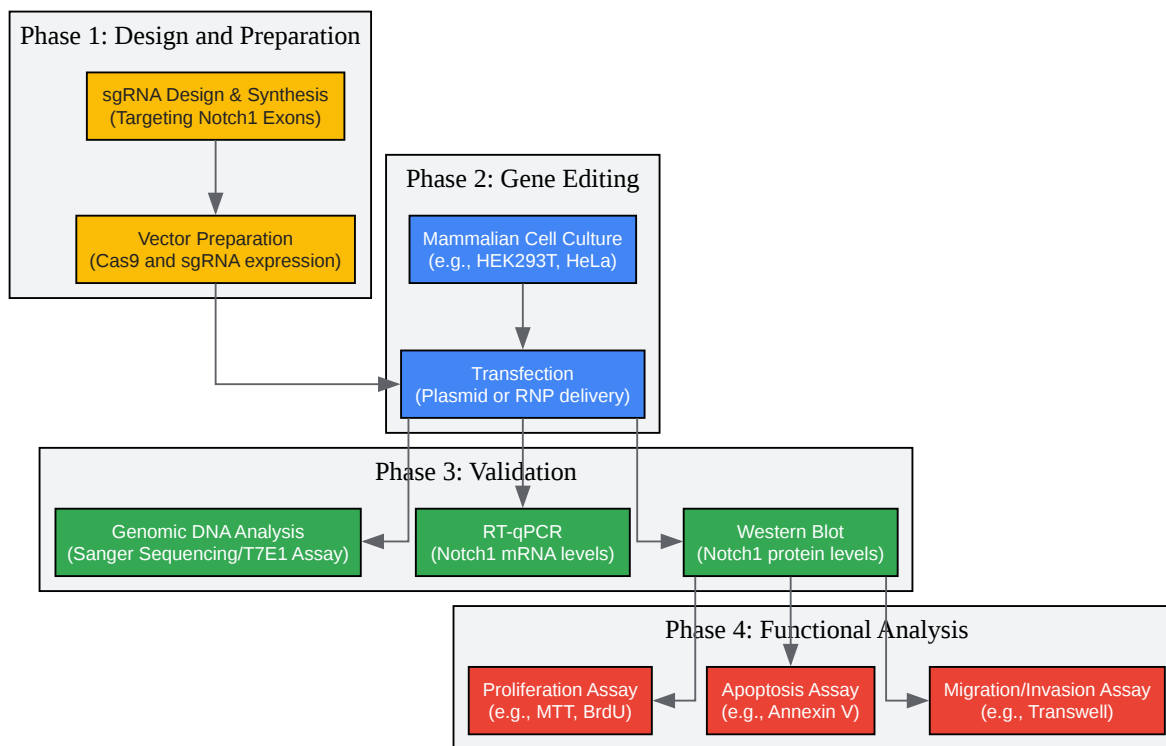 Phase 1: Design and Preparation
sgRNA Design & Synthesis
(Targeting Notch1 Exons)
Vector Preparation
(Cas9 and sgRNA expression)
Phase 2: Gene Editing
Mammalian Cell Culture
(e.g., HEK293T, HeLa)
Transfection
(Plasmid or RNP delivery)
Phase 3: Validation
Genomic DNA Analysis
(Sanger Sequencing/T7E1 Assay)
RT-qPCR
(Notch1 mRNA levels)
Western Blot
(Notch1 protein levels)
Phase 4: Functional Analysis
Proliferation Assay
(e.g., MTT, BrdU)
Apoptosis Assay
(e.g., Annexin V)
Migration/Invasion Assay
(e.g., Transwell)